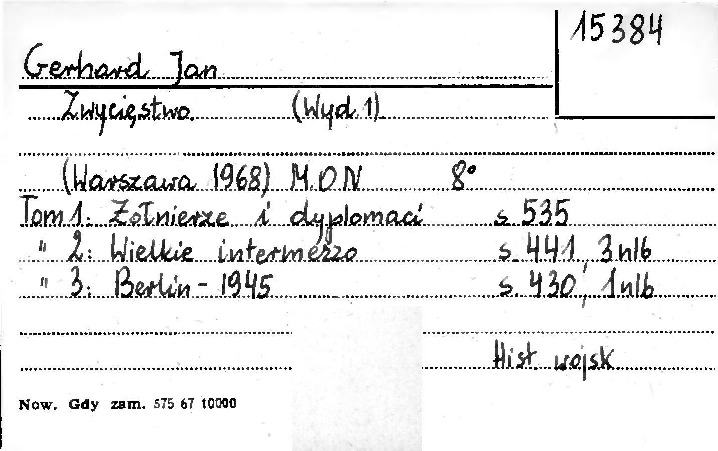 15384
Gerhard Jan
Zwycięstwo (Wyd. 1)
(Warszawa 1968) M.O N 8°
Tom 1: Żołnierze i dyplomaci s. 535
" 2: Wielkie intermezzo s. 441, 3 nlb
" 3: Berlin - 1945 s. 430, 1 nlb
Hist. wojsk
Now. Gdy zam. 575 67 10000